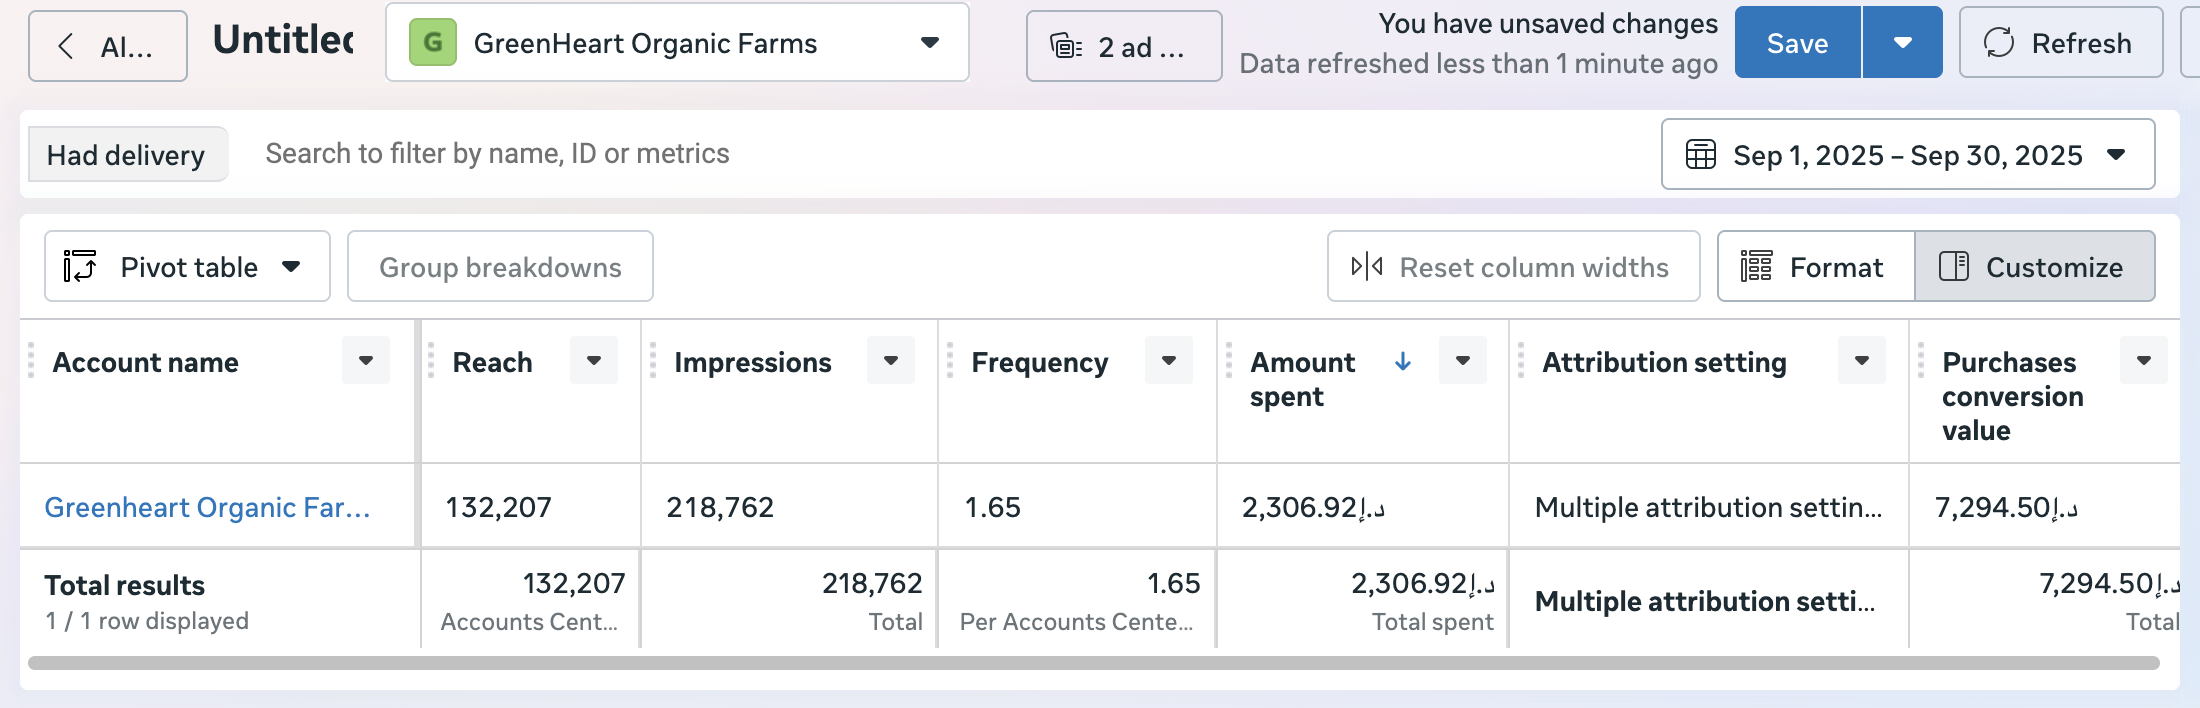 Al...
Untitled
G GreenHeart Organic Farms
2 ad ...
You have unsaved changes
Data refreshed less than 1 minute ago
Save
Refresh
Had delivery
Search to filter by name, ID or metrics
Sep 1, 2025 – Sep 30, 2025
Pivot table
Group breakdowns
Reset column widths
Format
Customize
Account name
Reach
Impressions
Frequency
Amount spent
Attribution setting
Purchases conversion value
Greenheart Organic Far...
132,207
218,762
1.65
2,306.92د.إ
Multiple attribution settin...
7,294.50د.إ
Total results
1 / 1 row displayed
132,207
Accounts Cent...
218,762
Total
1.65
Per Accounts Cente...
2,306.92د.إ
Total spent
Multiple attribution setti...
7,294.50د.إ
Total